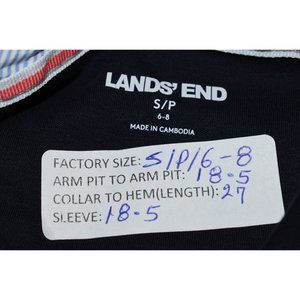 LANDS' END
S/P
6-8
MADE IN CAMBODIA
FACTORY SIZE: S/P/6-8
ARM PIT TO ARM PIT: 18.5
COLLAR TO HEM(LENGTH): 27
SLEEVE: 18.5